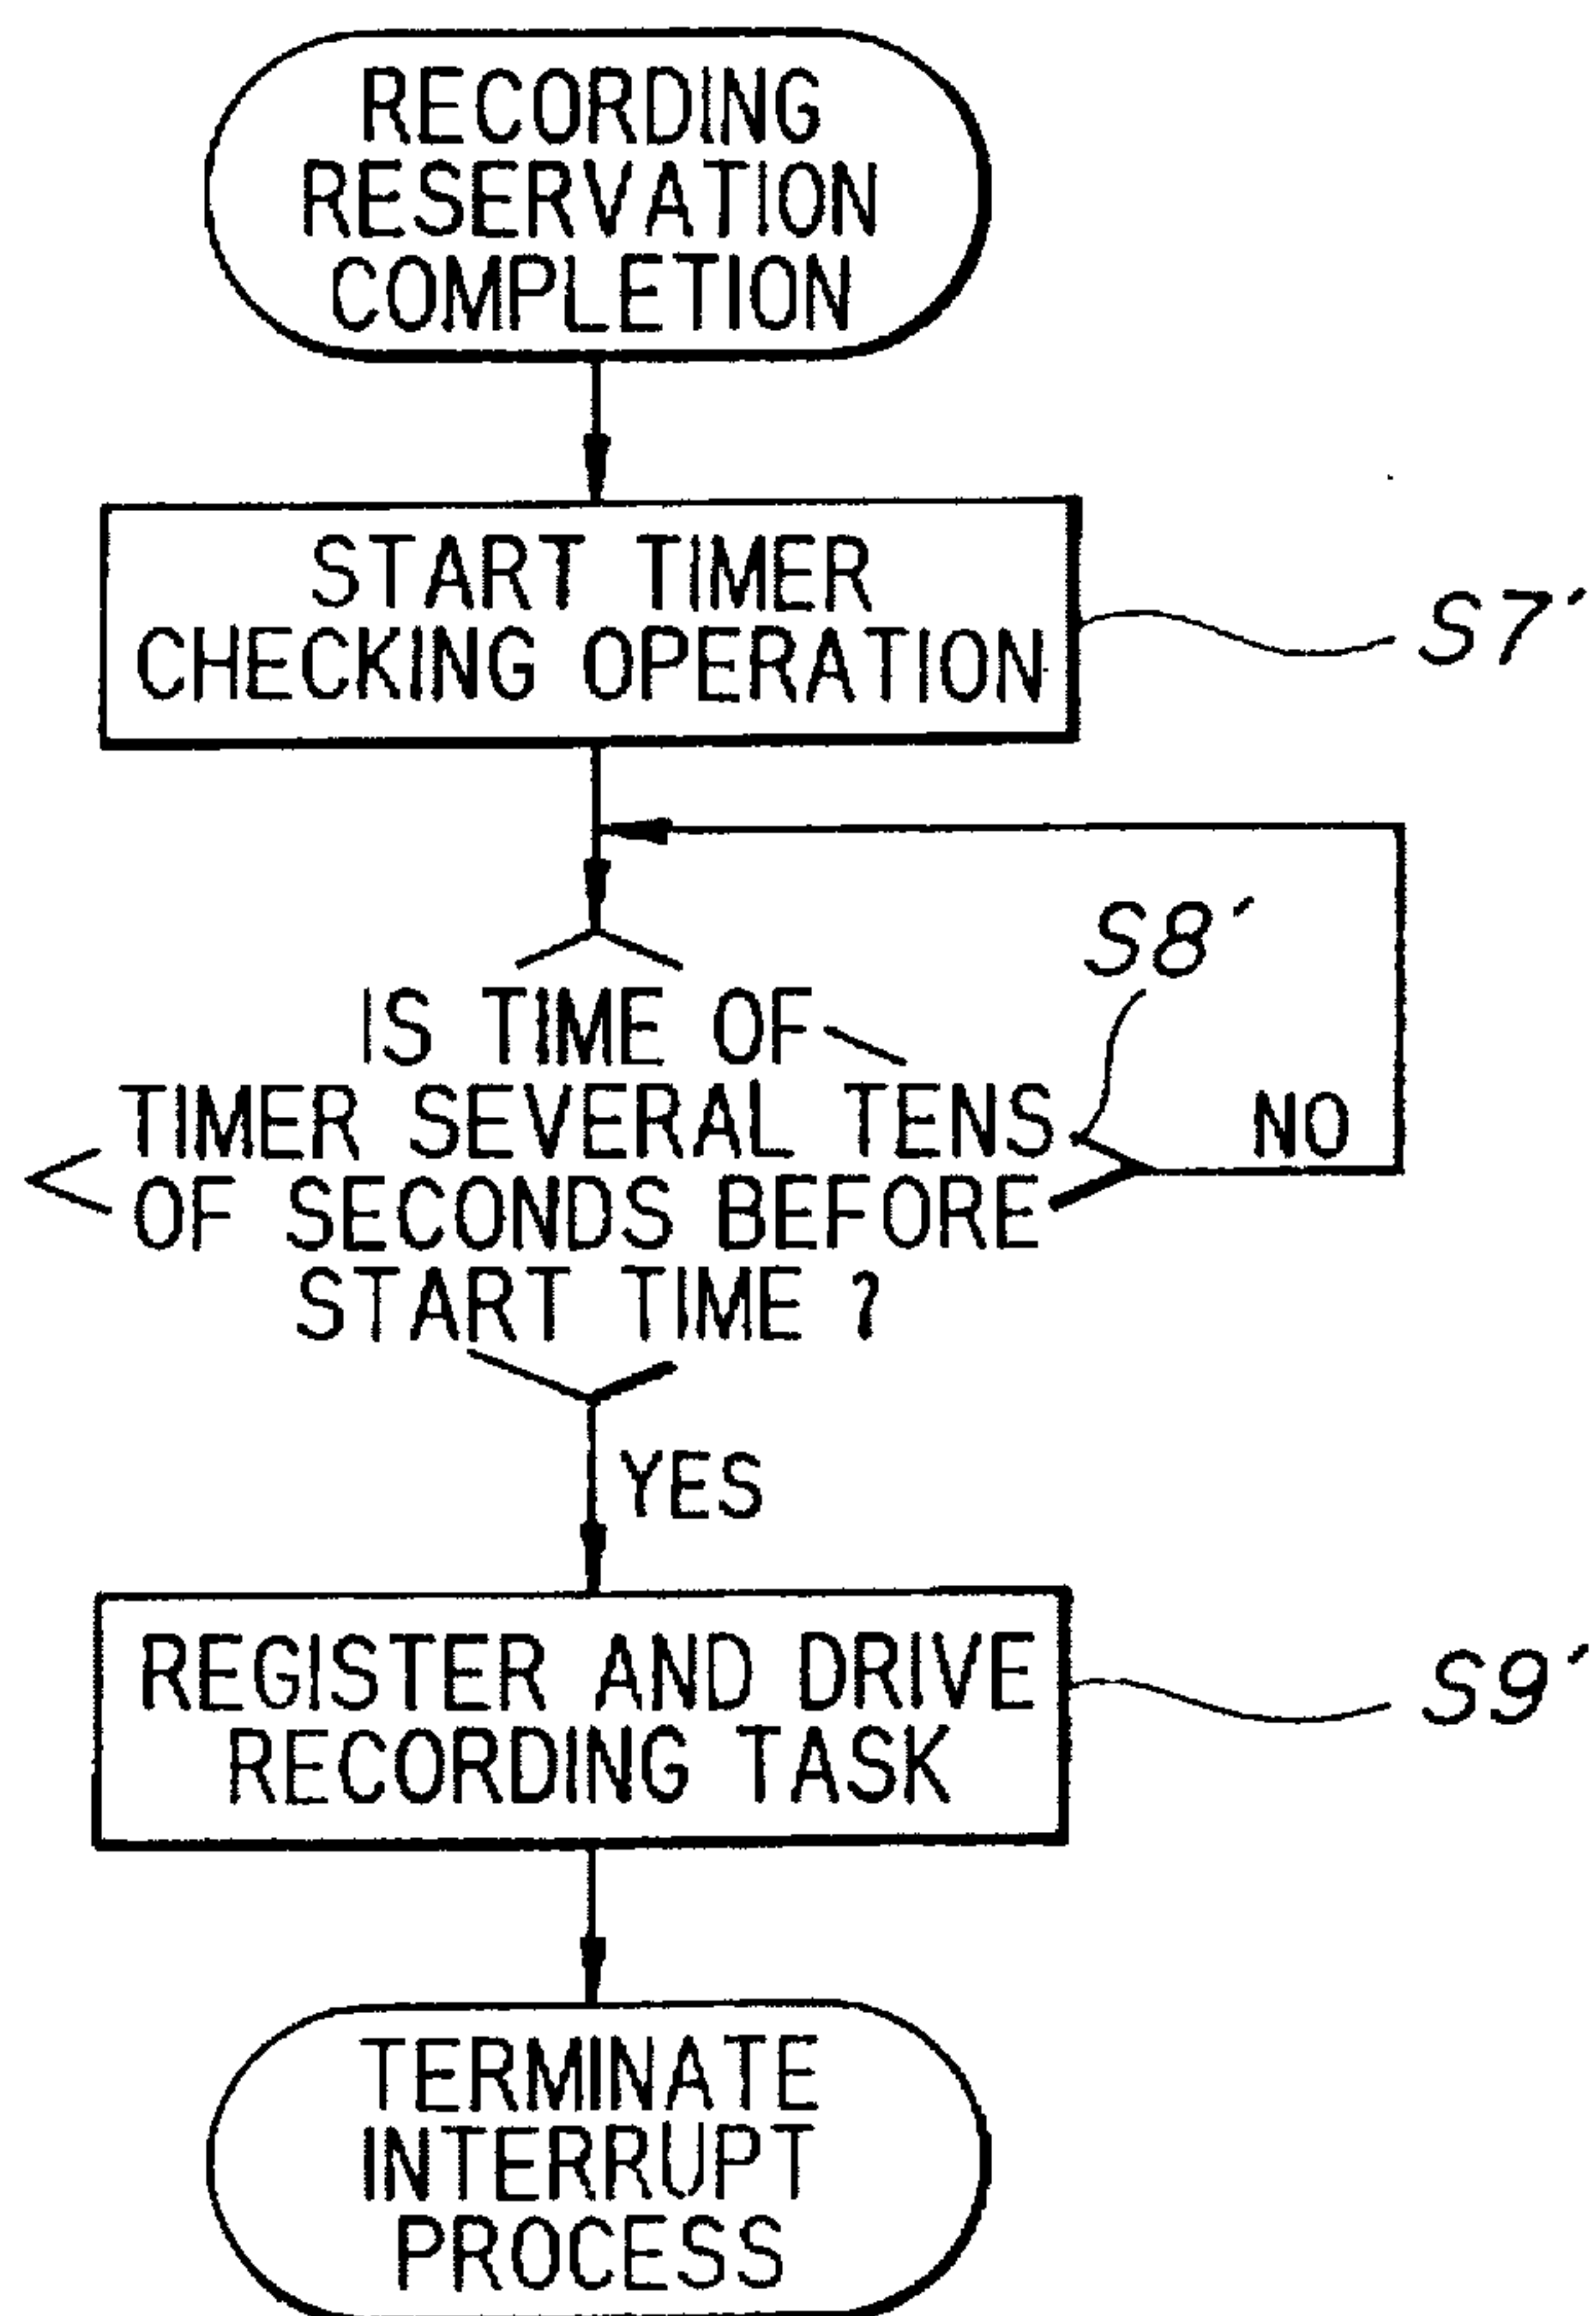 RECORDING
RESERVATION
COMPLETION
START TIMER
CHECKING OPERATION
S7'
S8'
IS TIME OF
TIMER SEVERAL TENS
OF SECONDS BEFORE
START TIME ?
NO
YES
REGISTER AND DRIVE
RECORDING TASK
S9'
TERMINATE
INTERRUPT
PROCESS